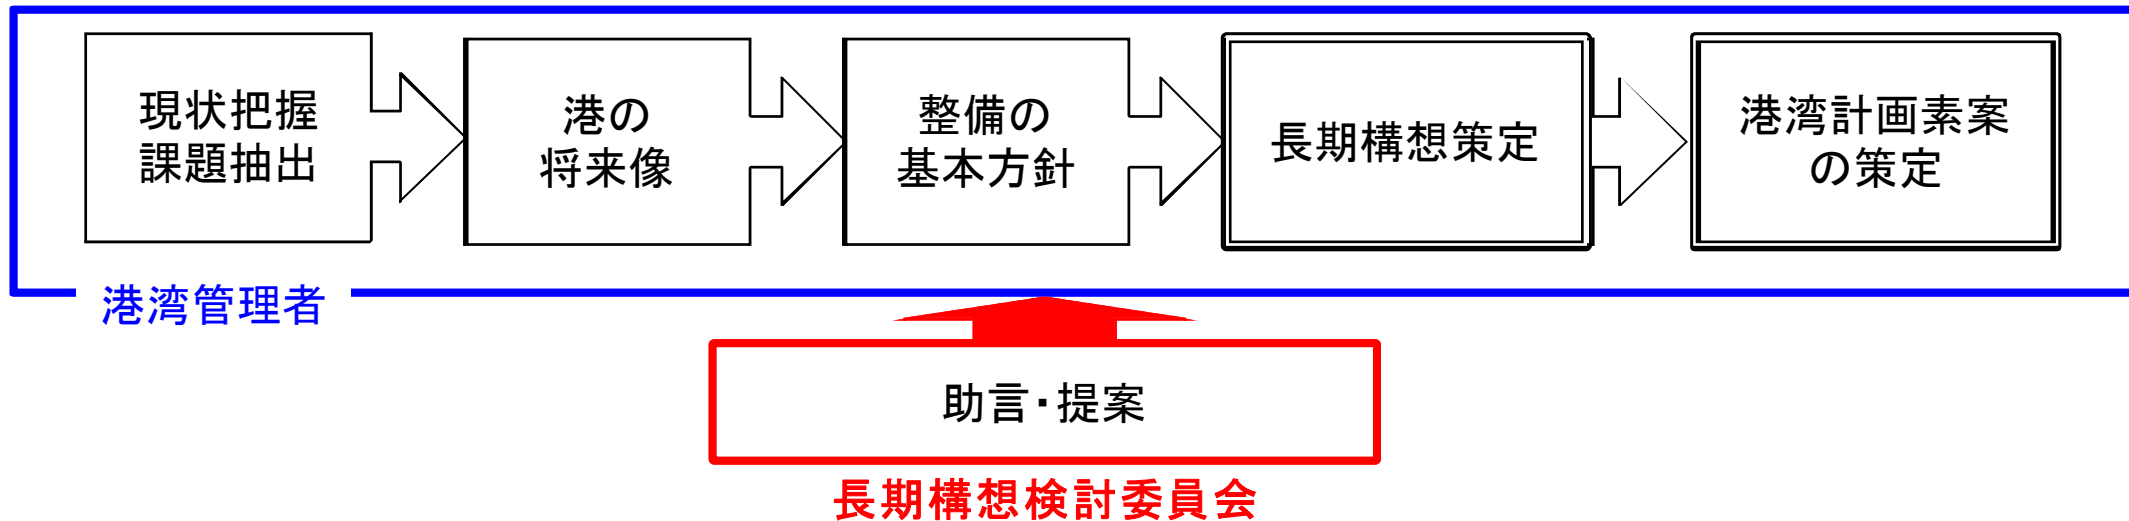 現状把握
課題抽出
港の
将来像
整備の
基本方針
長期構想策定
港湾計画素案
の策定
港湾管理者
助言・提案
長期構想検討委員会